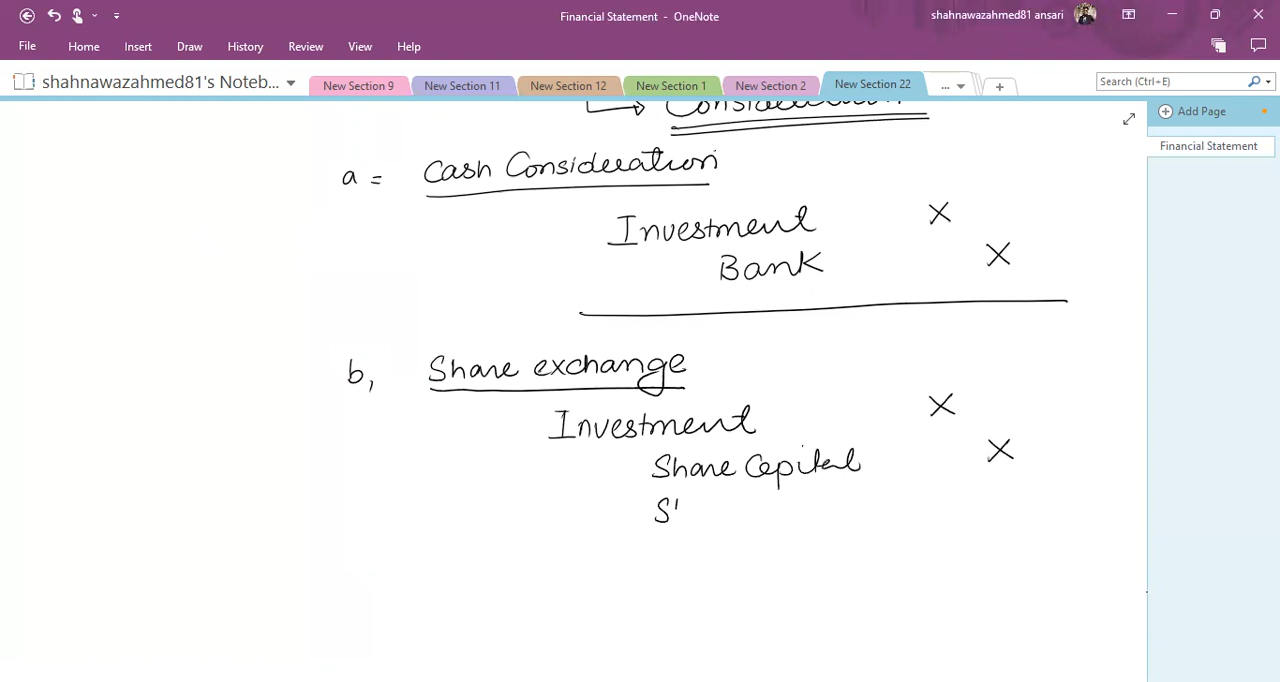 Financial Statement - OneNote
shahnawazahmed81 ansari
File Home Insert Draw History Review View Help
shahnawazahmed81's Noteb... New Section 9 New Section 11 New Section 12 New Section 1 New Section 2 New Section 22 ... + Search (Ctrl+E)
Add Page
Financial Statement
Consideration
a = Cash Consideration
Investment X
Bank X
b, Share exchange
Investment X
Share Capital X
S'